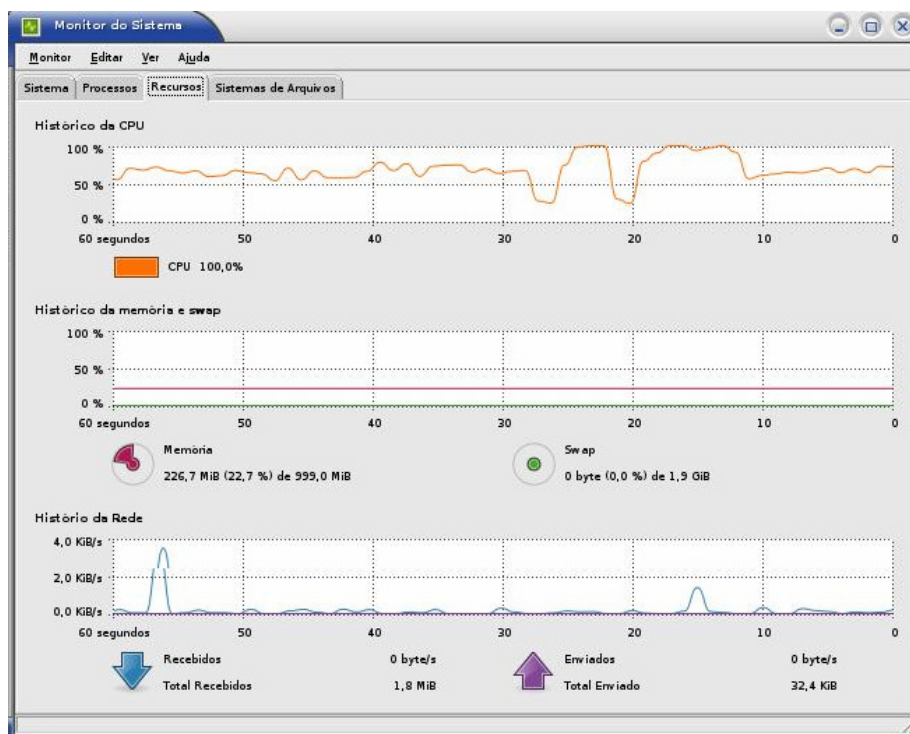 Monitor do Sistema
Monitor Editar Ver Ajuda
Sistema Processos Recursos Sistemas de Arquivos
Histórico da CPU
100 %
50 %
0 %
60 segundos 50 40 30 20 10 0
CPU 100,0%
Histórico da memória e swap
100 %
50 %
0 %
60 segundos 50 40 30 20 10 0
Memória
226,7 MiB (22,7 %) de 999,0 MiB
Swap
0 byte (0,0 %) de 1,9 GiB
Histório da Rede
4,0 KiB/s
2,0 KiB/s
0,0 KiB/s
60 segundos 50 40 30 20 10 0
Recebidos 0 byte/s
Total Recebidos 1,8 MiB
Enviados 0 byte/s
Total Enviado 32,4 KiB